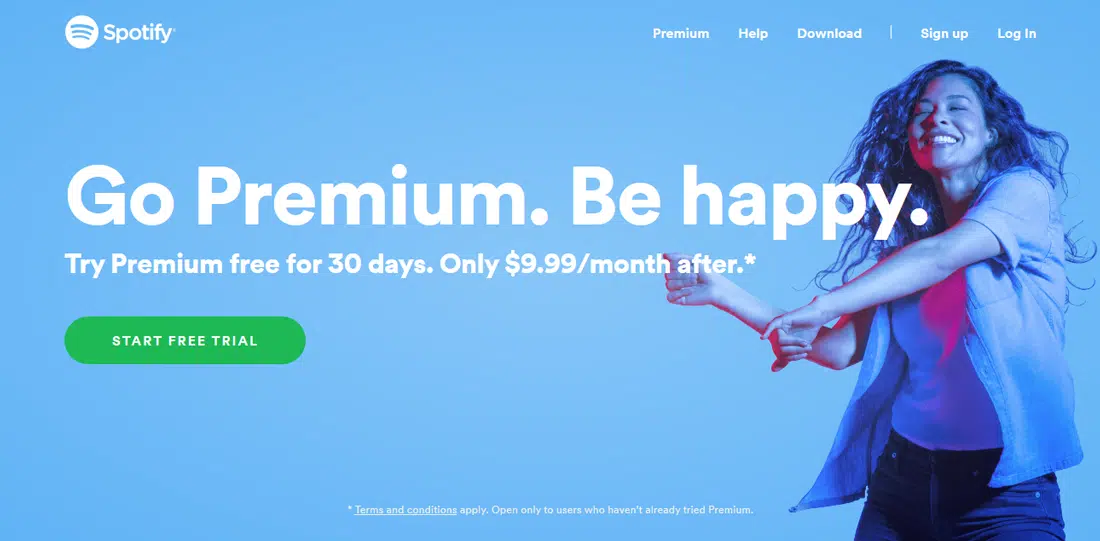 Spotify®
Premium Help Download | Sign up Log In
Go Premium. Be happy.
Try Premium free for 30 days. Only $9.99/month after.*
START FREE TRIAL
* Terms and conditions apply. Open only to users who haven't already tried Premium.